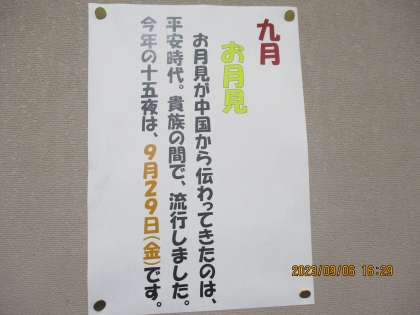 九月
お月見
お月見が中国から伝わってきたのは、
平安時代。貴族の間で、流行しました。
今年の十五夜は、9月29日(金)です。
2023/09/06 16:29